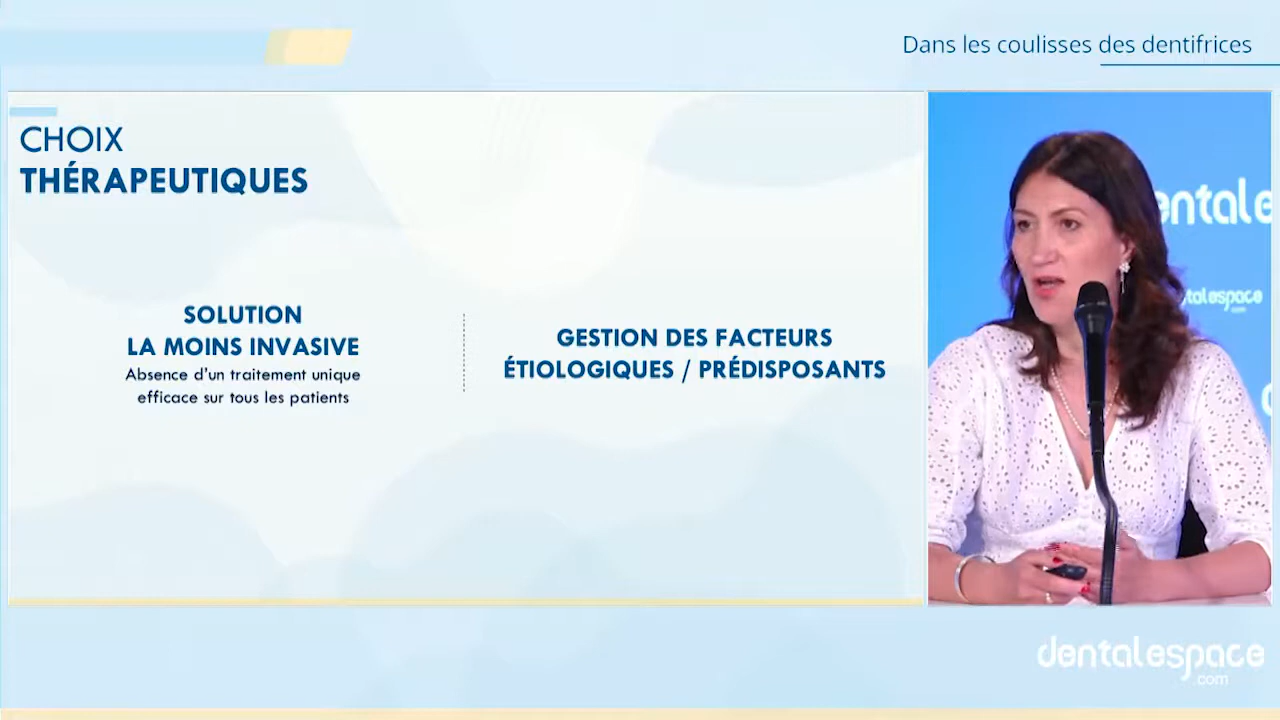 Dans les coulisses des dentifrices
CHOIX
THÉRAPEUTIQUES
SOLUTION
LA MOINS INVASIVE
Absence d'un traitement unique
efficace sur tous les patients
GESTION DES FACTEURS
ÉTIOLOGIQUES / PRÉDISPOSANTS
dentalespace
.com